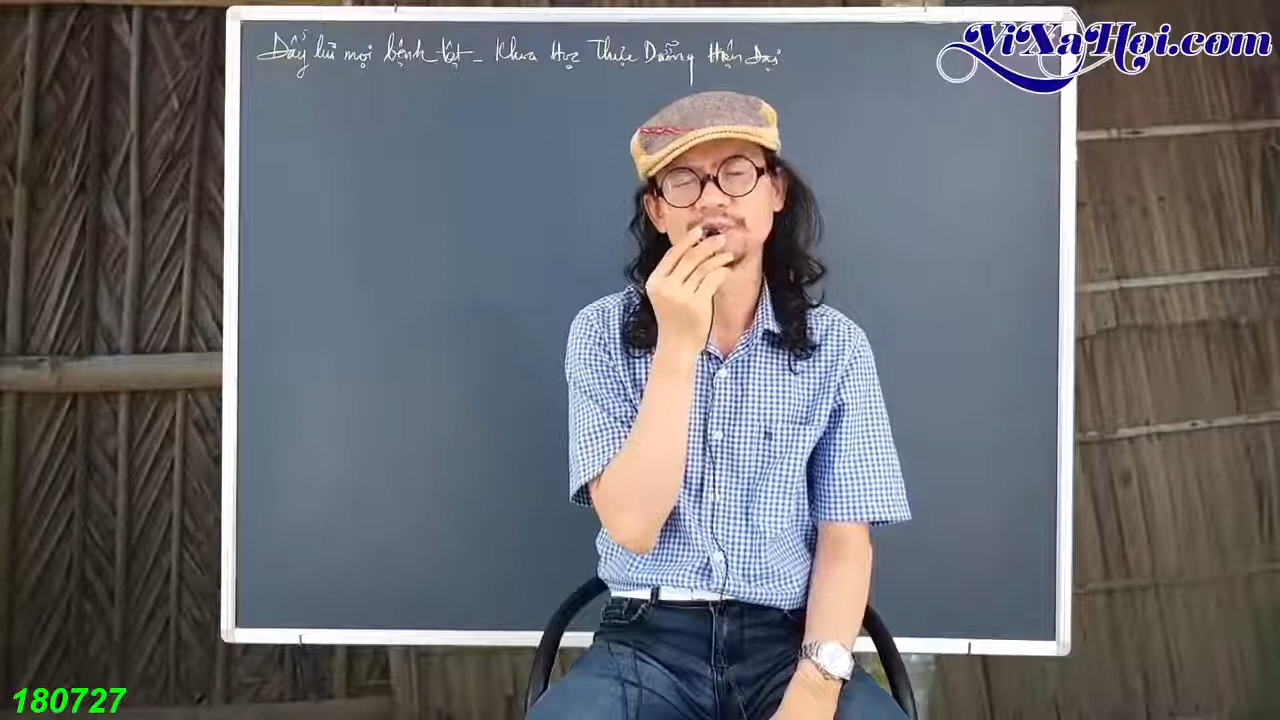 Đẩy lùi mọi bệnh tật - Khoa Học Thực Dưỡng Hiện Đại
ViXaHoi.com
180727